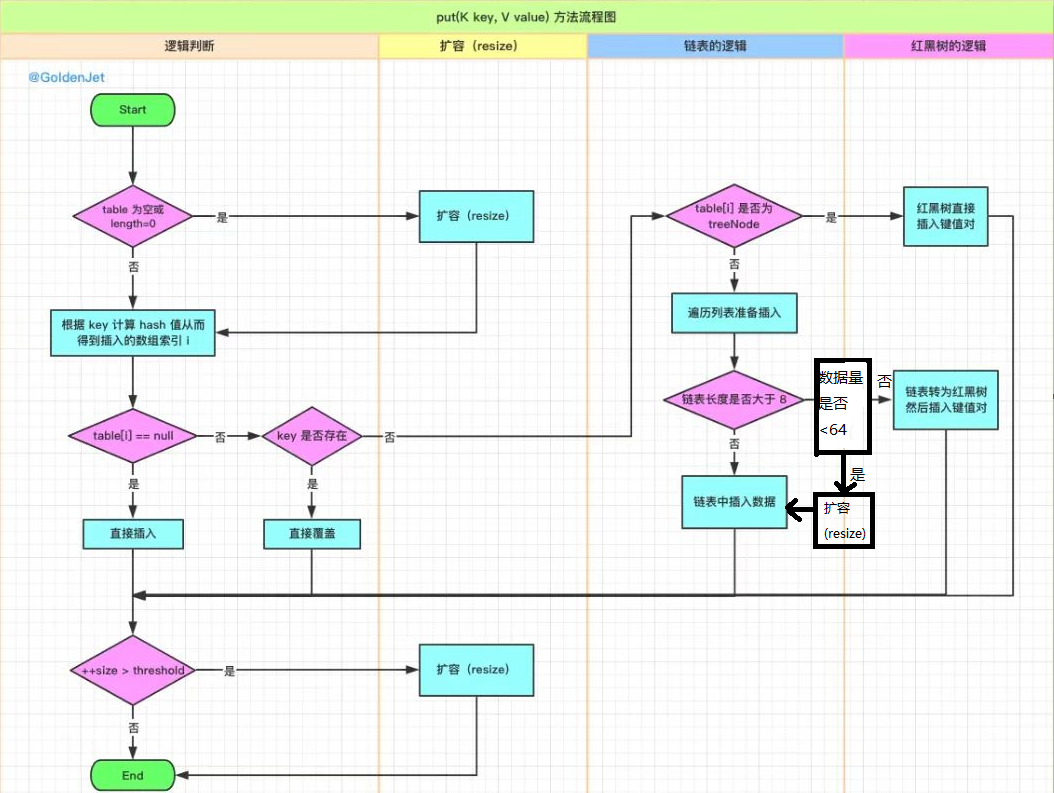 put(K key, V value) 方法流程图
逻辑判断
扩容（resize）
链表的逻辑
红黑树的逻辑
@GoldenJet
Start
table 为空或
length=0
是
扩容（resize）
table[i] 是否为
treeNode
是
红黑树直接
插入键值对
否
否
根据 key 计算 hash 值从而
得到插入的数组索引 i
遍历列表准备插入
链表长度是否大于 8
数据量
是否
<64
否
链表转为红黑树
然后插入键值对
table[i] == null
否
key 是否存在
否
否
是
是
是
链表中插入数据
扩容
(resize)
直接插入
直接覆盖
++size > threshold
是
扩容（resize）
否
End